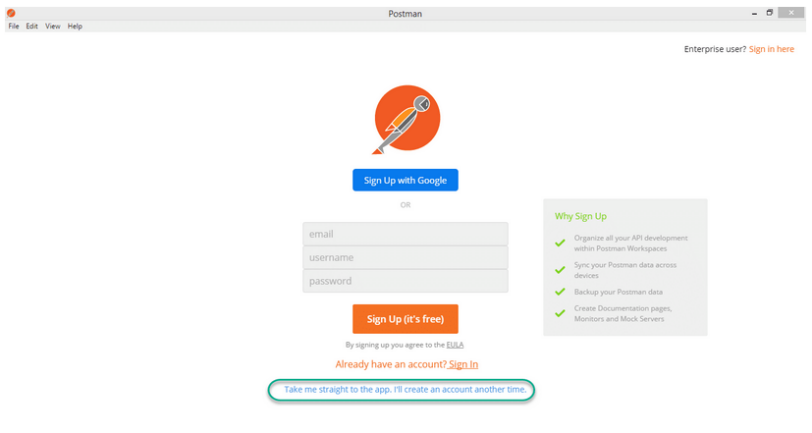 Postman
File Edit View Help
Enterprise user? Sign in here
Sign Up with Google
OR
email
username
password
Sign Up (it's free)
By signing up you agree to the EULA
Already have an account? Sign In
Take me straight to the app. I'll create an account another time.
Why Sign Up
Organize all your API development
within Postman Workspaces
Sync your Postman data across
devices
Backup your Postman data
Create Documentation pages,
Monitors and Mock Servers